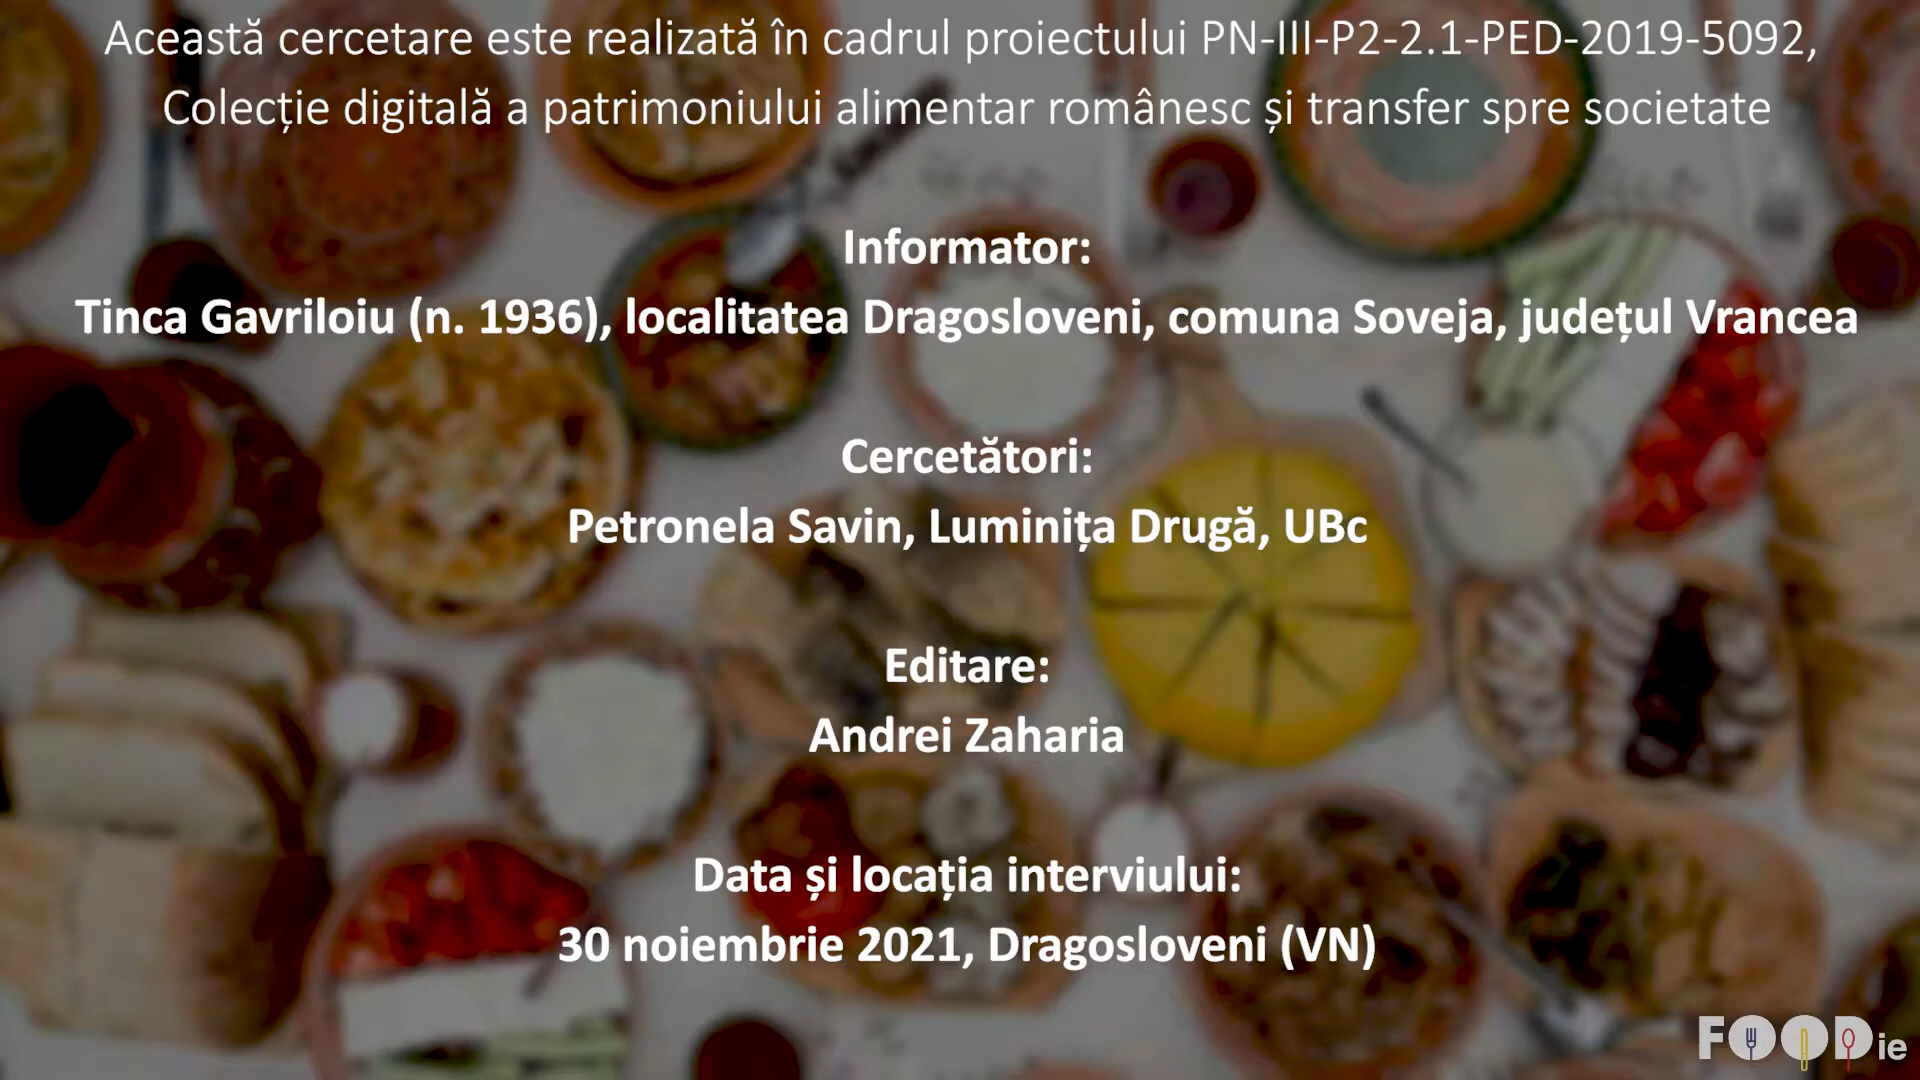 Această cercetare este realizată în cadrul proiectului PN-III-P2-2.1-PED-2019-5092,
Colecție digitală a patrimoniului alimentar românesc și transfer spre societate
Informator:
Tinca Gavriloiu (n. 1936), localitatea Dragosloveni, comuna Soveja, județul Vrancea
Cercetători:
Petronela Savin, Luminița Drugă, UBc
Editare:
Andrei Zaharia
Data și locația interviului:
30 noiembrie 2021, Dragosloveni (VN)
FOODie